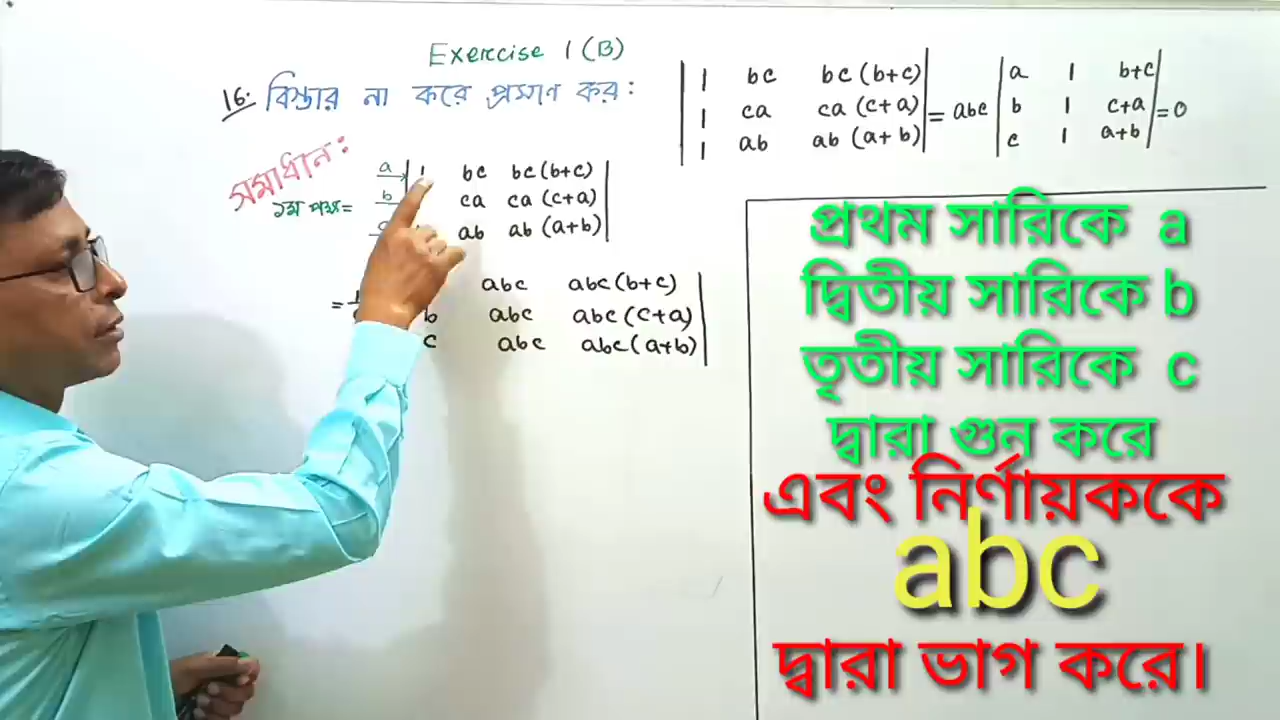 Exercise 1(B)
16. বিস্তার না করে প্রমাণ কর:
| 1 bc bc(b+c) |
| 1 ca ca(c+a) | = abc | a 1 b+c |
| 1 ab ab(a+b) | | b 1 c+a | = 0
| c 1 a+b |
সমাধান:
১ম পক্ষ =
a → | 1 bc bc(b+c) |
b ca ca(c+a)
ab ab(a+b) |
= 1 abc abc(b+c)
b abc abc(c+a)
c abc abc(a+b) |
প্রথম সারিকে a
দ্বিতীয় সারিকে b
তৃতীয় সারিকে c
দ্বারা গুন করে
এবং নির্ণায়ককে
abc
দ্বারা ভাগ করে।